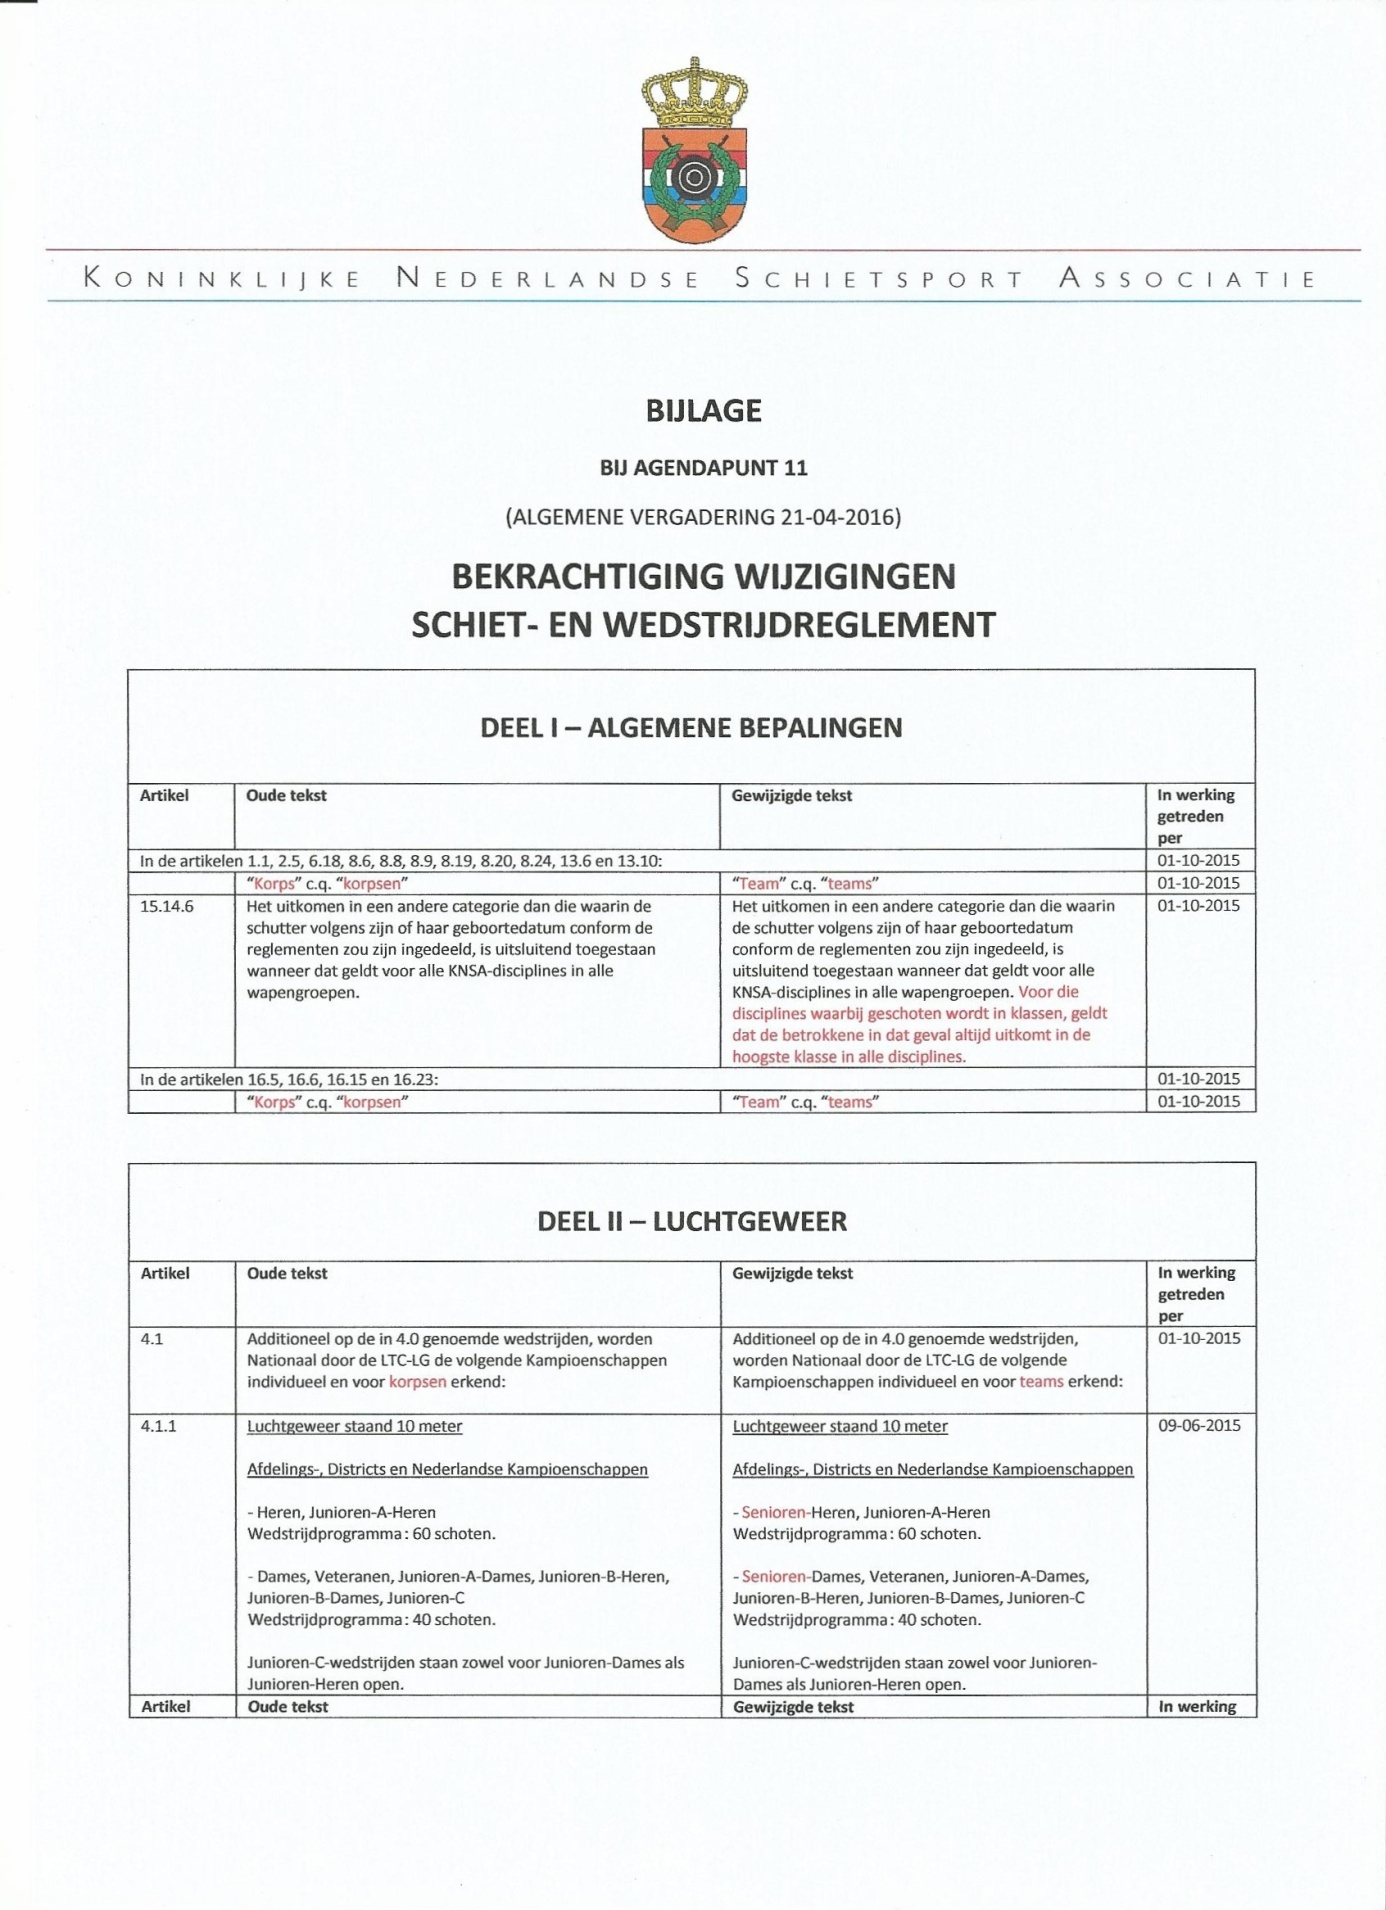 KONINKLIJKE NEDERLANDSE SCHIETSPORT ASSOCIATIE
BIJLAGE
BIJ AGENDAPUNT 11
(ALGEMENE VERGADERING 21-04-2016)
BEKRACHTIGING WIJZIGINGEN
SCHIET- EN WEDSTRIJDREGLEMENT
DEEL I – ALGEMENE BEPALINGEN
Artikel
Oude tekst
Gewijzigde tekst
In werking
getreden
per
In de artikelen 1.1, 2.5, 6.18, 8.6, 8.8, 8.9, 8.19, 8.20, 8.24, 13.6 en 13.10:
01-10-2015
“Korps” c.q. “korpsen”
“Team” c.q. “teams”
01-10-2015
15.14.6
Het uitkomen in een andere categorie dan die waarin de
schutter volgens zijn of haar geboortedatum conform de
reglementen zou zijn ingedeeld, is uitsluitend toegestaan
wanneer dat geldt voor alle KNSA-disciplines in alle
wapengroepen.
Het uitkomen in een andere categorie dan die waarin
de schutter volgens zijn of haar geboortedatum
conform de reglementen zou zijn ingedeeld, is
uitsluitend toegestaan wanneer dat geldt voor alle
KNSA-disciplines in alle wapengroepen. Voor die
disciplines waarbij geschoten wordt in klassen, geldt
dat de betrokkene in dat geval altijd uitkomt in de
hoogste klasse in alle disciplines.
01-10-2015
In de artikelen 16.5, 16.6, 16.15 en 16.23:
01-10-2015
“Korps” c.q. “korpsen”
“Team” c.q. “teams”
01-10-2015
DEEL II – LUCHTGEWEER
Artikel
Oude tekst
Gewijzigde tekst
In werking
getreden
per
4.1
Additioneel op de in 4.0 genoemde wedstrijden, worden
Nationaal door de LTC-LG de volgende Kampioenschappen
individueel en voor korpsen erkend:
Additioneel op de in 4.0 genoemde wedstrijden,
worden Nationaal door de LTC-LG de volgende
Kampioenschappen individueel en voor teams erkend:
01-10-2015
4.1.1
Luchtgeweer staand 10 meter
Afdelings-, Districts en Nederlandse Kampioenschappen
- Heren, Junioren-A-Heren
Wedstrijdprogramma: 60 schoten.
- Dames, Veteranen, Junioren-A-Dames, Junioren-B-Heren,
Junioren-B-Dames, Junioren-C
Wedstrijdprogramma: 40 schoten.
Junioren-C-wedstrijden staan zowel voor Junioren-Dames als
Junioren-Heren open.
Luchtgeweer staand 10 meter
Afdelings-, Districts en Nederlandse Kampioenschappen
- Senioren-Heren, Junioren-A-Heren
Wedstrijdprogramma: 60 schoten.
- Senioren-Dames, Veteranen, Junioren-A-Dames,
Junioren-B-Heren, Junioren-B-Dames, Junioren-C
Wedstrijdprogramma: 40 schoten.
Junioren-C-wedstrijden staan zowel voor Junioren-
Dames als Junioren-Heren open.
09-06-2015
Artikel
Oude tekst
Gewijzigde tekst
In werking